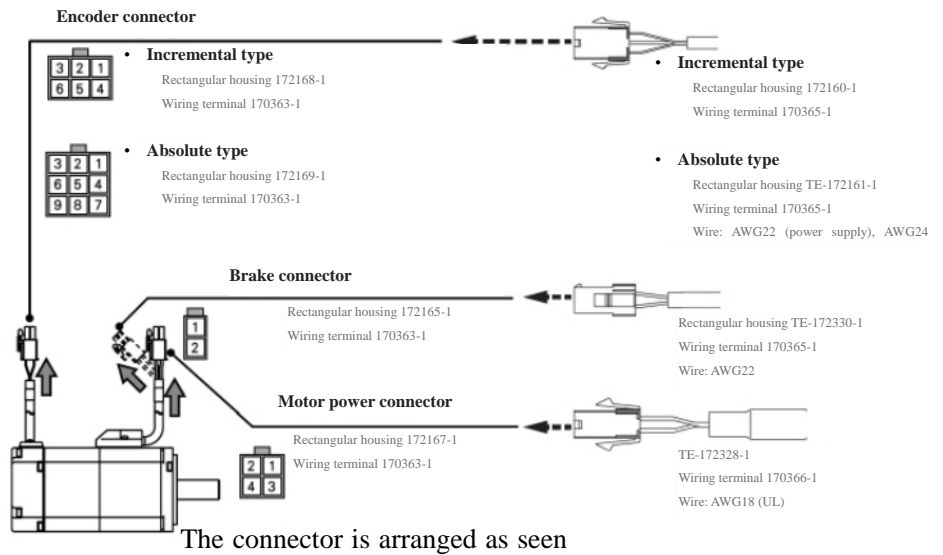 Encoder connector
• Incremental type
Rectangular housing 172168-1
Wiring terminal 170363-1
3 2 1
6 5 4
• Incremental type
Rectangular housing 172160-1
Wiring terminal 170365-1
• Absolute type
Rectangular housing 172169-1
Wiring terminal 170363-1
3 2 1
6 5 4
9 8 7
• Absolute type
Rectangular housing TE-172161-1
Wiring terminal 170365-1
Wire: AWG22 (power supply), AWG24
Brake connector
Rectangular housing 172165-1
Wiring terminal 170363-1
1
2
Rectangular housing TE-172330-1
Wiring terminal 170365-1
Wire: AWG22
Motor power connector
Rectangular housing 172167-1
Wiring terminal 170363-1
2 1
4 3
TE-172328-1
Wiring terminal 170366-1
Wire: AWG18 (UL)
The connector is arranged as seen